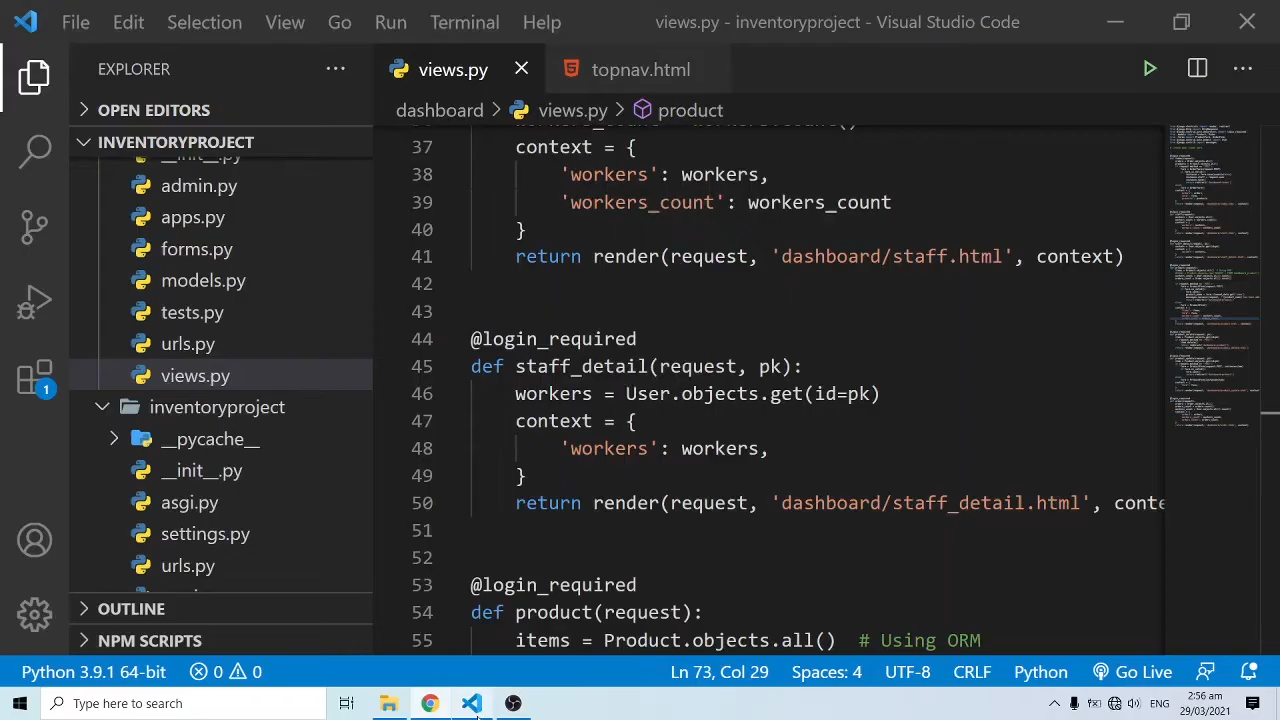 File Edit Selection View Go Run Terminal Help views.py - inventoryproject - Visual Studio Code
EXPLORER
views.py topnav.html
OPEN EDITORS
dashboard > views.py > product
INVENTORYPROJECT
__init__.py
admin.py
apps.py
forms.py
models.py
tests.py
urls.py
views.py
inventoryproject
__pycache__
__init__.py
asgi.py
settings.py
urls.py
OUTLINE
NPM SCRIPTS
1
37 context = {
38 'workers': workers,
39 'workers_count': workers_count
40 }
41 return render(request, 'dashboard/staff.html', context)
42
43
44 @login_required
45 def staff_detail(request, pk):
46 workers = User.objects.get(id=pk)
47 context = {
48 'workers': workers,
49 }
50 return render(request, 'dashboard/staff_detail.html', conte
51
52
53 @login_required
54 def product(request):
55 items = Product.objects.all() # Using ORM
Python 3.9.1 64-bit 0 0 Ln 73, Col 29 Spaces: 4 UTF-8 CRLF Python Go Live
Type here to search
ENG
2:56 am
29/03/2021